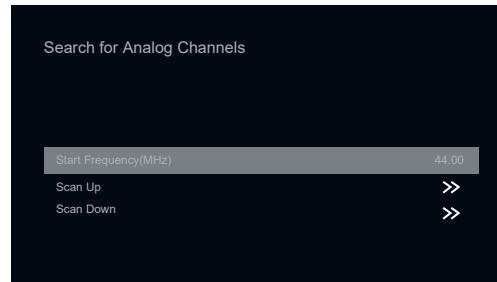 Search for Analog Channels
Start Frequency(MHz) 44.00
Scan Up
Scan Down